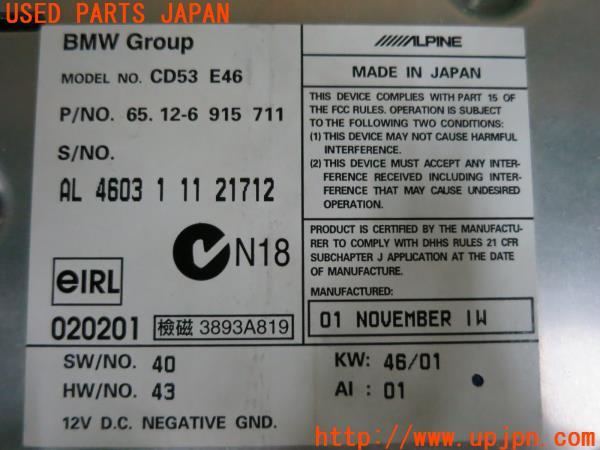 USED PARTS JAPAN
BMW Group
MODEL NO. CD53 E46
P/NO. 65. 12-6 915 711
S/NO.
AL 4603 1 11 21712
N18
eIRL
020201 檢磁 3893A819
ALPINE
MADE IN JAPAN
THIS DEVICE COMPLIES WITH PART 15 OF
THE FCC RULES. OPERATION IS SUBJECT
TO THE FOLLOWING TWO CONDITIONS:
(1) THIS DEVICE MAY NOT CAUSE HARMFUL
INTERFERENCE.
(2) THIS DEVICE MUST ACCEPT ANY INTER-
FERENCE RECEIVED INCLUDING INTER-
FERENCE THAT MAY CAUSE UNDESIRED
OPERATION.
PRODUCT IS CERTIFIED BY THE MANUFACTU-
RER TO COMPLY WITH DHHS RULES 21 CFR
SUBCHAPTER J APPLICATION AT THE DATE
OF MANUFACTURE.
MANUFACTURED:
01 NOVEMBER IW
SW/NO. 40
HW/NO. 43
12V D.C. NEGATIVE GND.
KW: 46/01
AI : 01
UPJ - www.upjpn.com